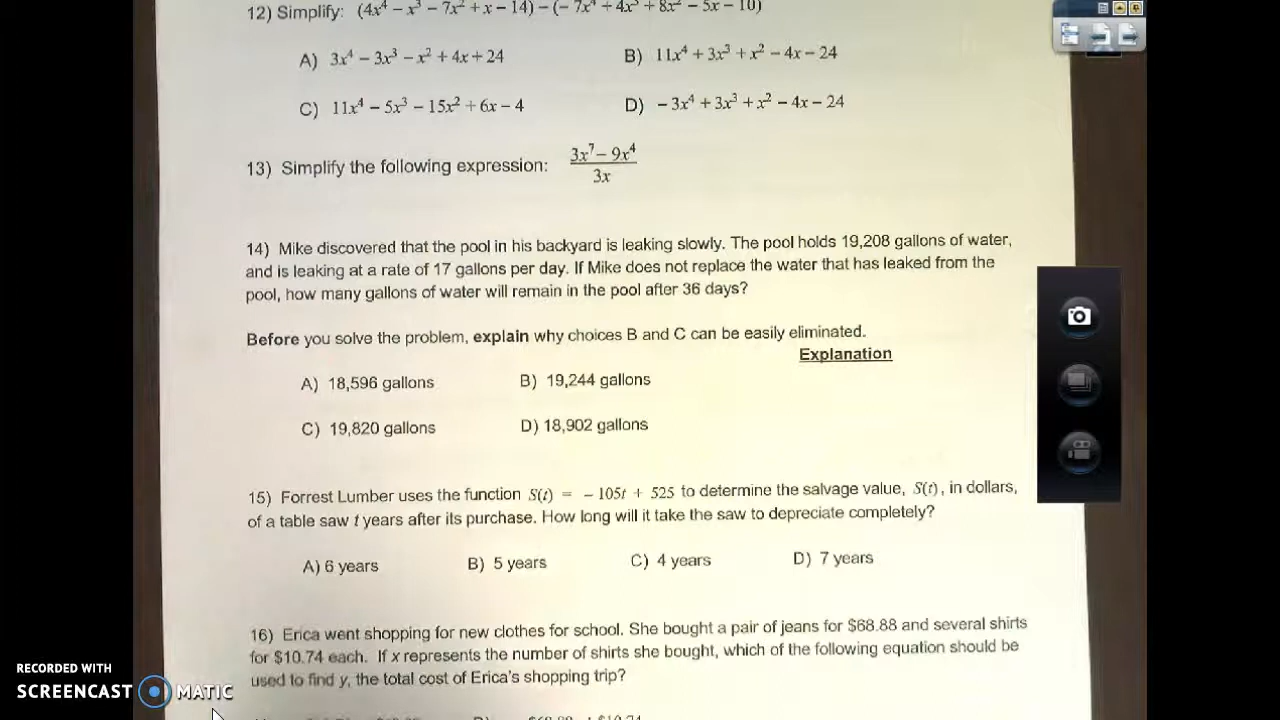 12) Simplify: (4x⁴ − x³ − 7x² + x − 14) − (− 7x⁴ + 4x³ + 8x² − 5x − 10)
A) 3x⁴ − 3x³ − x² + 4x + 24 B) 11x⁴ + 3x³ + x² − 4x − 24
C) 11x⁴ − 5x³ − 15x² + 6x − 4 D) − 3x⁴ + 3x³ + x² − 4x − 24
13) Simplify the following expression: 3x⁷ − 9x⁴
3x
14) Mike discovered that the pool in his backyard is leaking slowly. The pool holds 19,208 gallons of water,
and is leaking at a rate of 17 gallons per day. If Mike does not replace the water that has leaked from the
pool, how many gallons of water will remain in the pool after 36 days?
Before you solve the problem, explain why choices B and C can be easily eliminated.
Explanation
A) 18,596 gallons B) 19,244 gallons
C) 19,820 gallons D) 18,902 gallons
15) Forrest Lumber uses the function S(t) = − 105t + 525 to determine the salvage value, S(t), in dollars,
of a table saw t years after its purchase. How long will it take the saw to depreciate completely?
A) 6 years B) 5 years C) 4 years D) 7 years
16) Erica went shopping for new clothes for school. She bought a pair of jeans for $68.88 and several shirts
for $10.74 each. If x represents the number of shirts she bought, which of the following equation should be
used to find y, the total cost of Erica's shopping trip?
RECORDED WITH
SCREENCAST MATIC